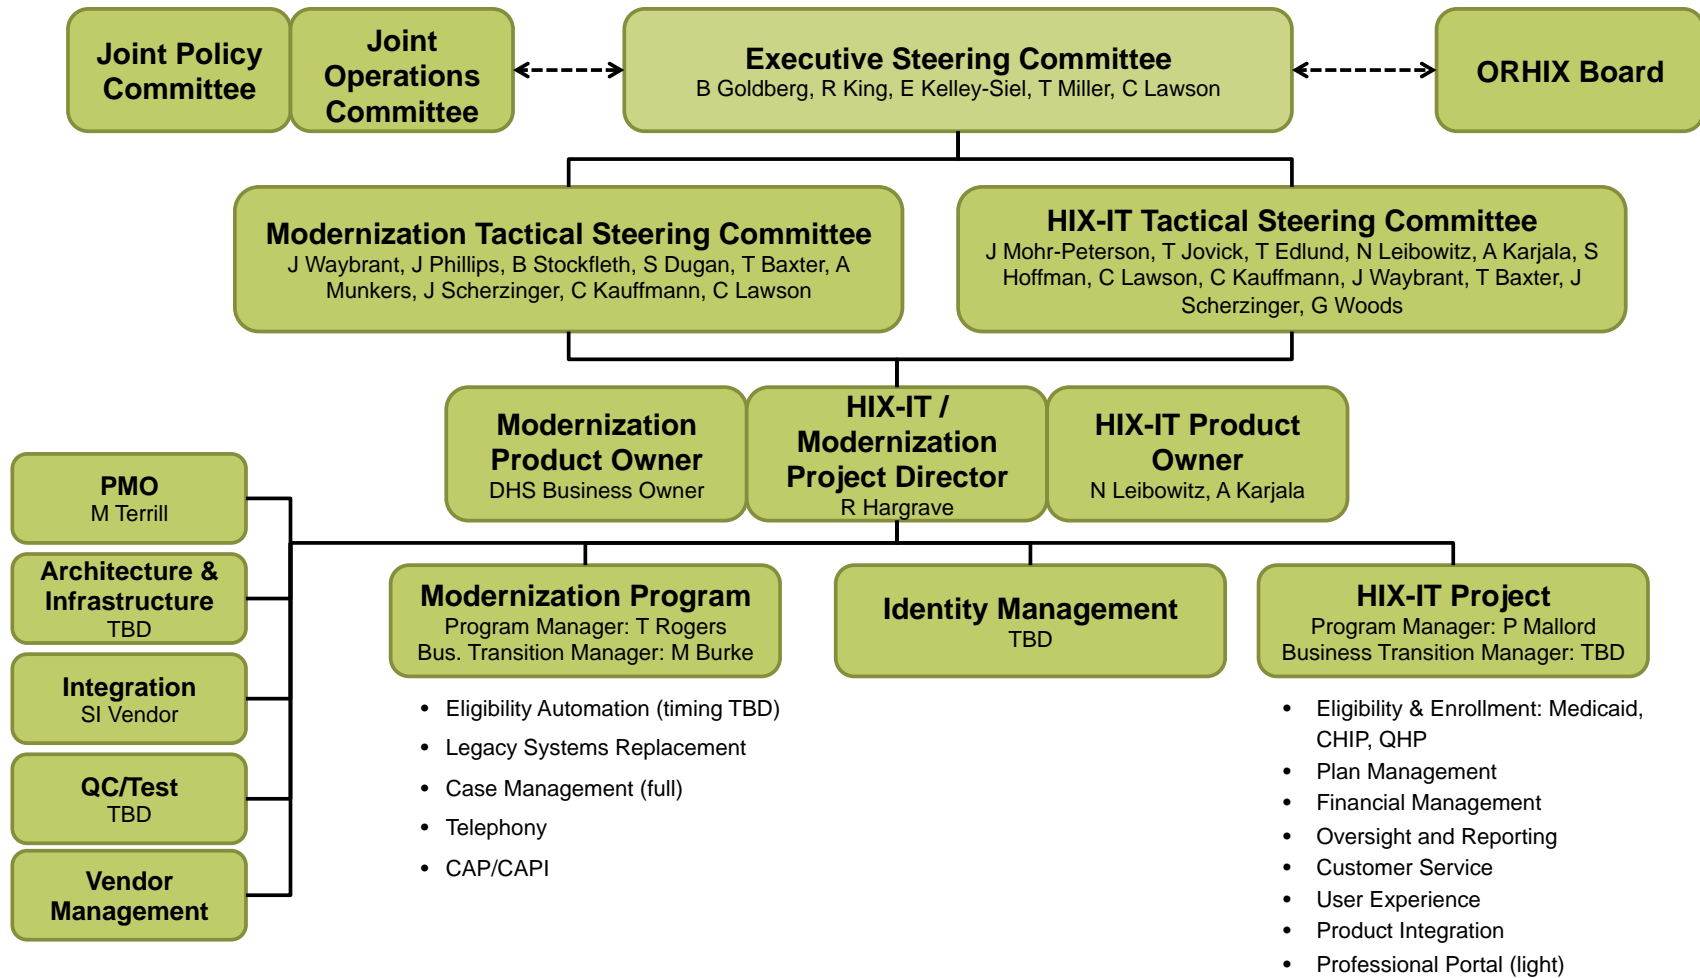 Joint Policy
Committee
Joint
Operations
Committee
Executive Steering Committee
B Goldberg, R King, E Kelley-Siel, T Miller, C Lawson
ORHIX Board
Modernization Tactical Steering Committee
J Waybrant, J Phillips, B Stockfleth, S Dugan, T Baxter, A
Munkers, J Scherzinger, C Kauffmann, C Lawson
HIX-IT Tactical Steering Committee
J Mohr-Peterson, T Jovick, T Edlund, N Leibowitz, A Karjala, S
Hoffman, C Lawson, C Kauffmann, J Waybrant, T Baxter, J
Scherzinger, G Woods
Modernization
Product Owner
DHS Business Owner
HIX-IT /
Modernization
Project Director
R Hargrave
HIX-IT Product
Owner
N Leibowitz, A Karjala
PMO
M Terrill
Architecture &
Infrastructure
TBD
Integration
SI Vendor
QC/Test
TBD
Vendor
Management
Modernization Program
Program Manager: T Rogers
Bus. Transition Manager: M Burke
• Eligibility Automation (timing TBD)
• Legacy Systems Replacement
• Case Management (full)
• Telephony
• CAP/CAPI
Identity Management
TBD
HIX-IT Project
Program Manager: P Mallord
Business Transition Manager: TBD
• Eligibility & Enrollment: Medicaid,
CHIP, QHP
• Plan Management
• Financial Management
• Oversight and Reporting
• Customer Service
• User Experience
• Product Integration
• Professional Portal (light)